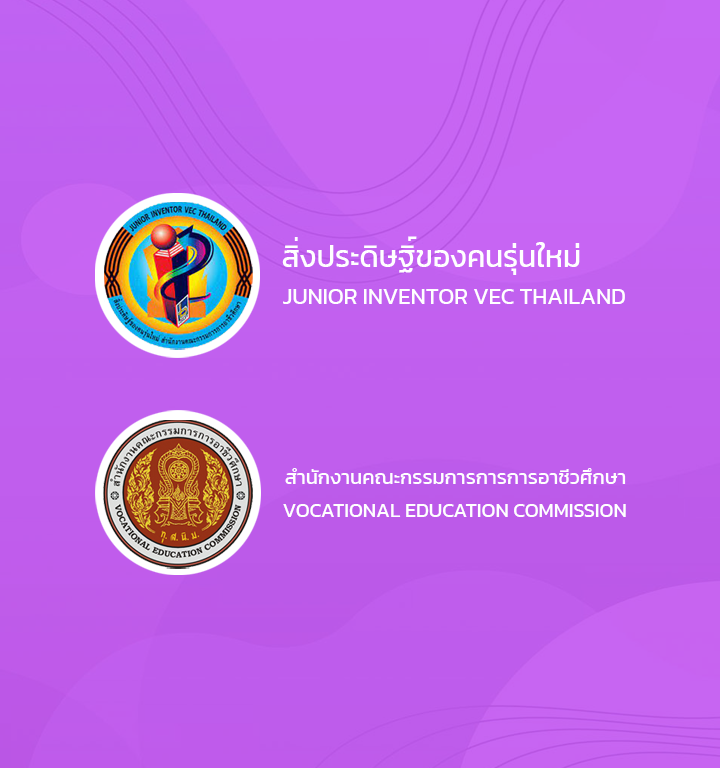 JUNIOR INVENTOR VEC THAILAND
สิ่งประดิษฐ์ของคนรุ่นใหม่ สำนักงานคณะกรรมการการอาชีวศึกษา
สิ่งประดิษฐิ์ของคนรุ่นใหม่
JUNIOR INVENTOR VEC THAILAND
สำนักงานคณะกรรมการการอาชีวศึกษา
ทุ ส นิ ม
VOCATIONAL EDUCATION COMMISSION
สำนักงานคณะกรรมการการการอาชีวศึกษา
VOCATIONAL EDUCATION COMMISSION